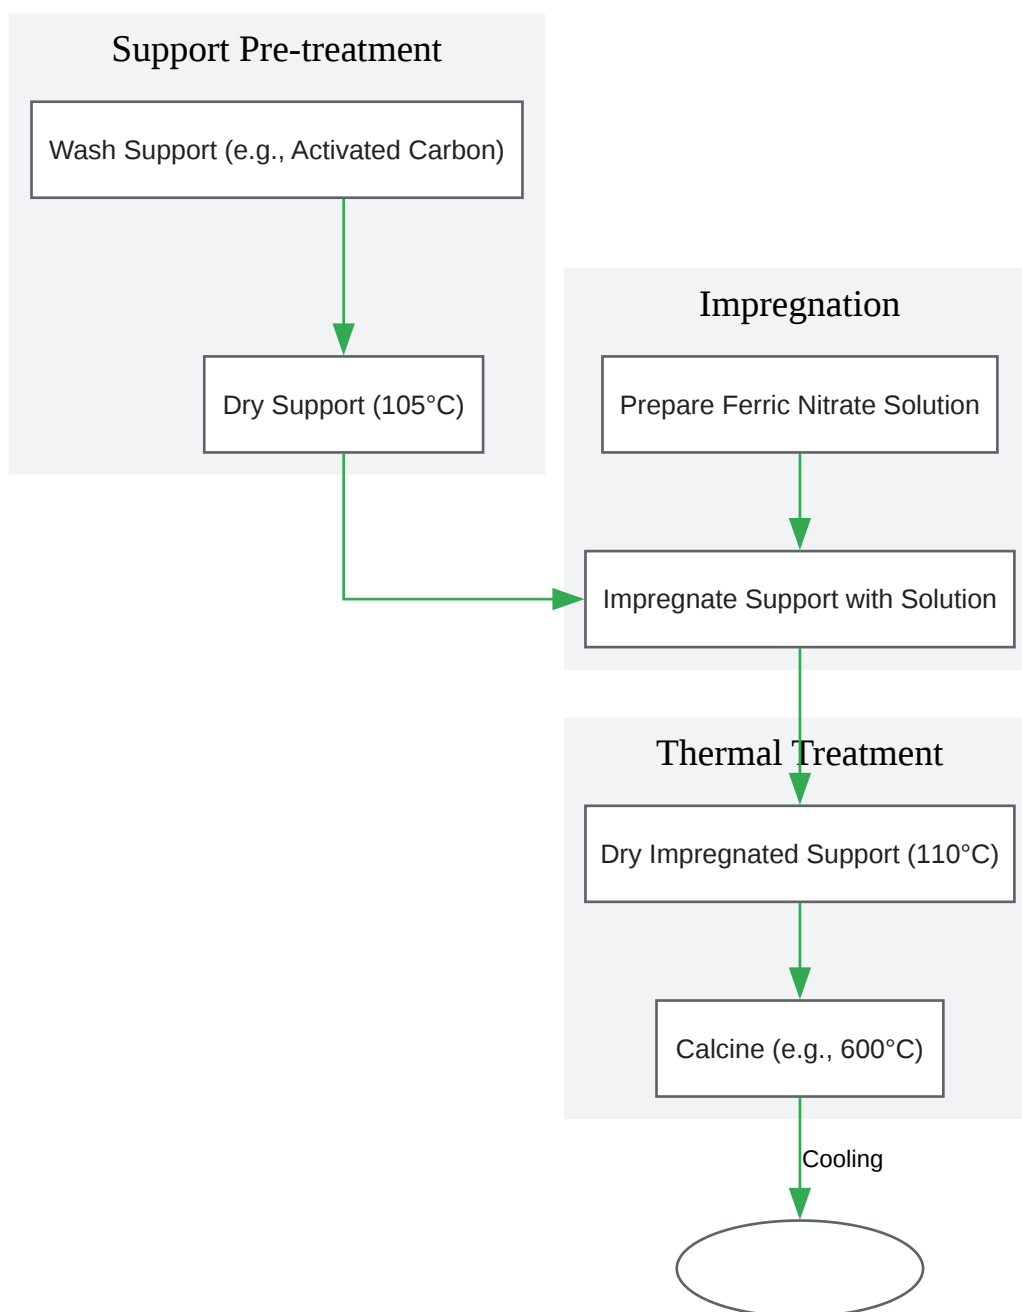 Support Pre-treatment
Wash Support (e.g., Activated Carbon)
Dry Support (105°C)
Impregnation
Prepare Ferric Nitrate Solution
Impregnate Support with Solution
Thermal Treatment
Dry Impregnated Support (110°C)
Calcine (e.g., 600°C)
Cooling